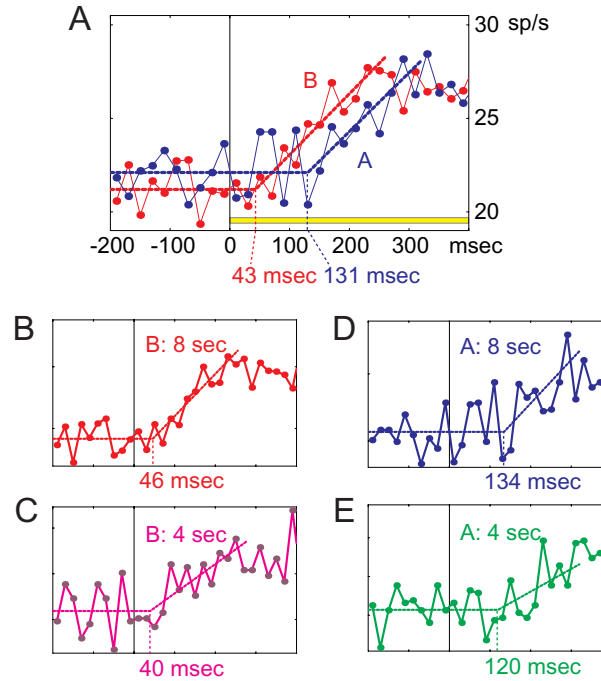 A
30 sp/s
B
25
A
20
-200 -100 0 100 200 300 msec
43 msec 131 msec
B
B: 8 sec
46 msec
D
A: 8 sec
134 msec
C
B: 4 sec
40 msec
E
A: 4 sec
120 msec